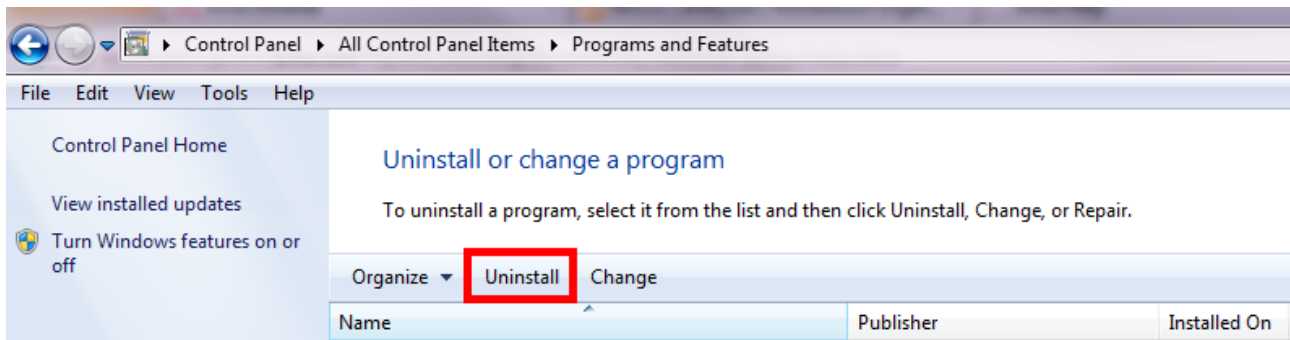 Control Panel All Control Panel Items Programs and Features
File Edit View Tools Help
Control Panel Home
View installed updates
Turn Windows features on or
off
Uninstall or change a program
To uninstall a program, select it from the list and then click Uninstall, Change, or Repair.
Organize Uninstall Change
Name Publisher Installed On